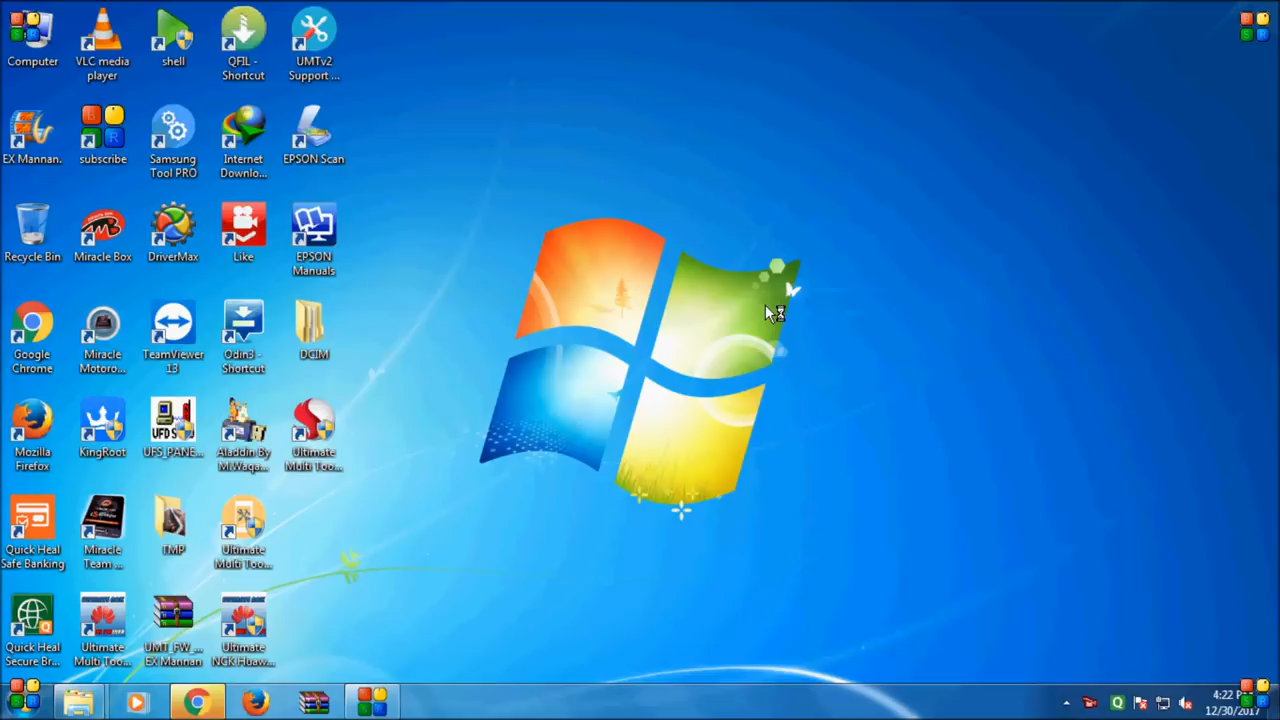 Computer
VLC media
player
shell
QFIL -
Shortcut
UMTv2
Support ...
EX Mannan.
subscribe
Samsung
Tool PRO
Internet
Downlo...
EPSON Scan
Recycle Bin
Miracle Box
DriverMax
Like
EPSON
Manuals
Google
Chrome
Miracle
Motoro...
TeamViewer
13
Odin3 -
Shortcut
DCIM
Mozilla
Firefox
KingRoot
UFS_PANE...
Aladdin By
M.Waqa...
Ultimate
Multi Too...
Quick Heal
Safe Banking
Miracle
Team ...
TMP
Ultimate
Multi Too...
Quick Heal
Secure Br...
Ultimate
Multi Too...
UMT_FW_...
EX Mannan
Ultimate
NCK Huaw...
4:22 P
12/30/2017